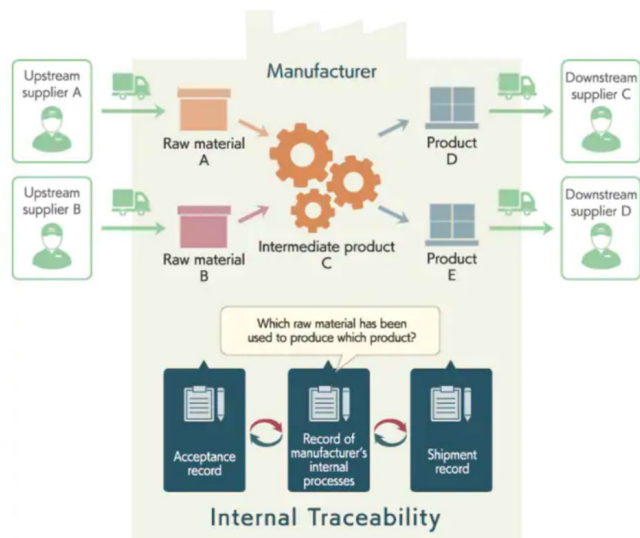 Manufacturer
Upstream
supplier A
Raw material
A
Product
D
Downstream
supplier C
Upstream
supplier B
Raw material
B
Intermediate product
C
Product
E
Downstream
supplier D
Which raw material has been
used to produce which product?
Acceptance
record
Record of
manufacturer's
internal
processes
Shipment
record
Internal Traceability